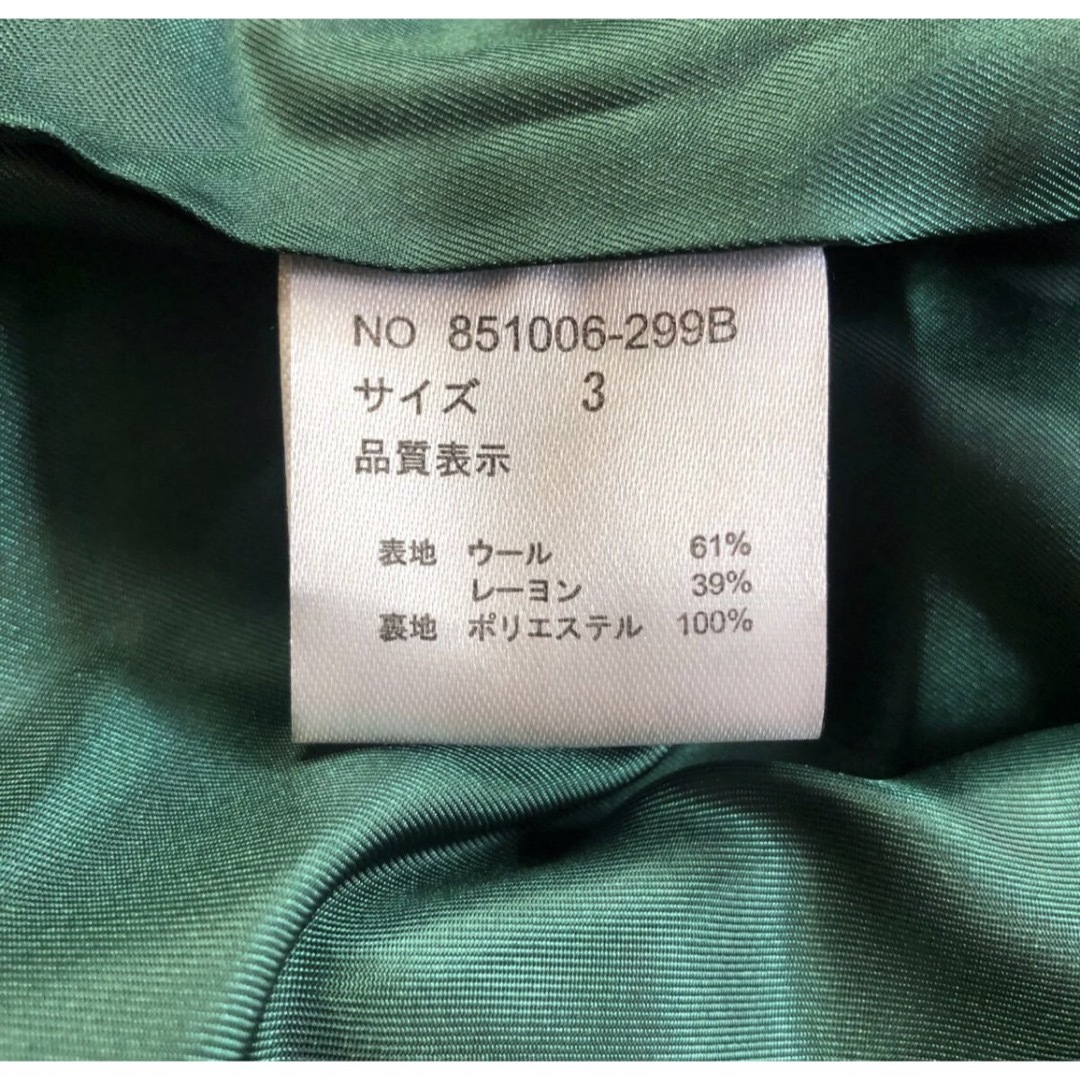 NO 851006-299B
サイズ 3
品質表示
表地 ウール 61%
レーヨン 39%
裏地 ポリエステル 100%